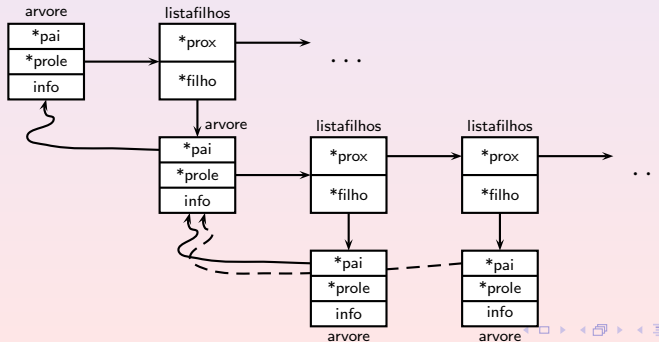 arvore
listafilhos
*pai
*prole
info
*prox
*filho
. . .
arvore
*pai
*prole
info
listafilhos
*prox
*filho
listafilhos
*prox
*filho
. .
*pai
*prole
info
arvore
*pai
*prole
info
arvore